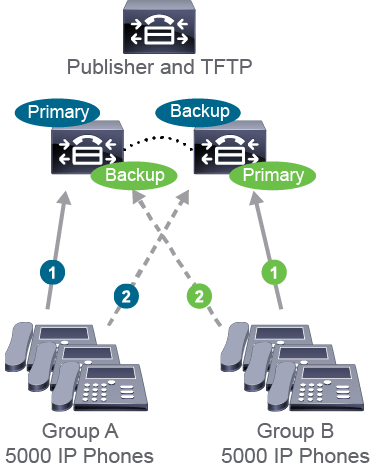 Publisher and TFTP
Primary
Backup
Backup
Primary
1
2
2
1
Group A
5000 IP Phones
Group B
5000 IP Phones